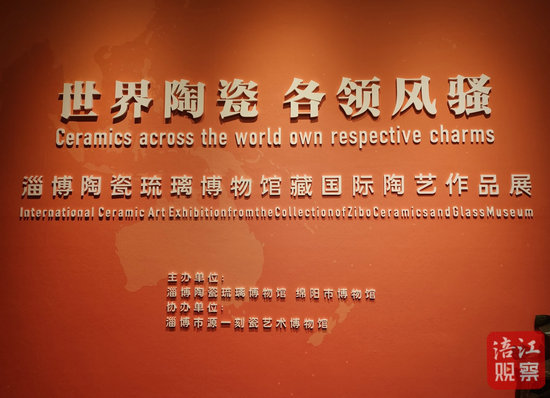 世界陶瓷 各领风骚
Ceramics across the world own respective charms
淄博陶瓷琉璃博物馆藏国际陶艺作品展
International Ceramic Art Exhibition from the Collection of Zibo Ceramics and Glass Museum
主办单位：
淄博陶瓷琉璃博物馆 绵阳市博物馆
协办单位：
淄博市源一刻瓷艺术博物馆
涪江
观察